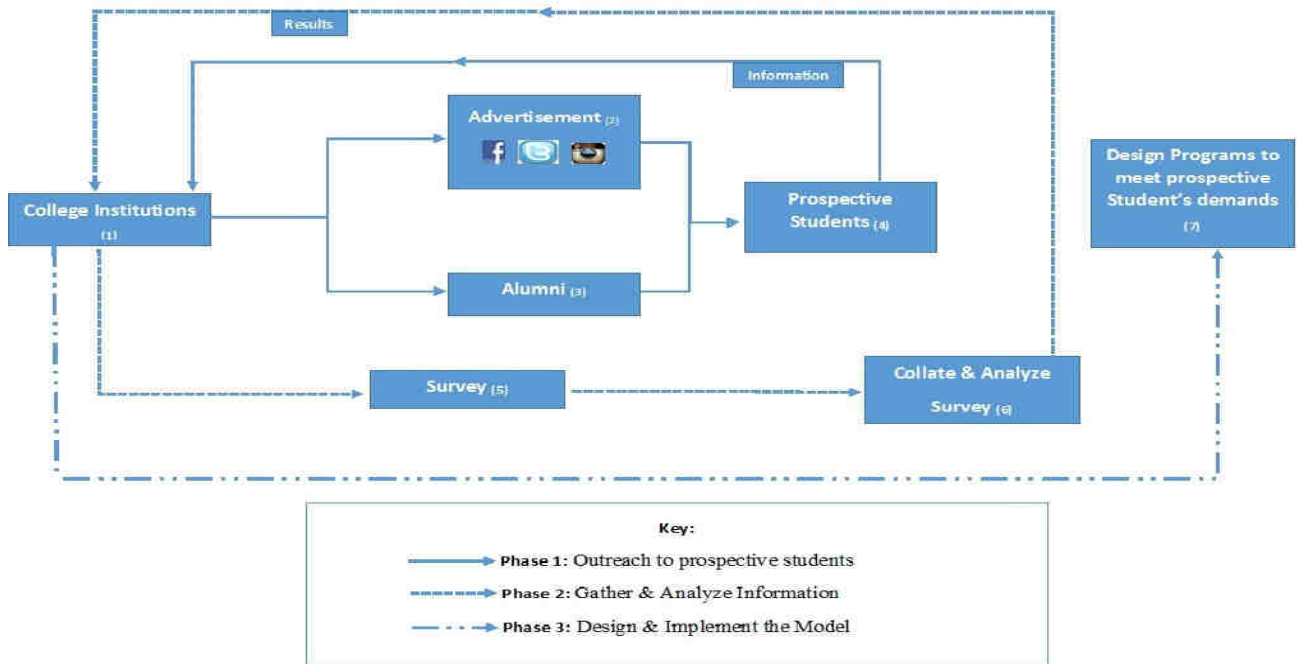 Results
Information
Advertisement (2)
f
College Institutions
(1)
Prospective
Students (4)
Design Programs to
meet prospective
Student's demands
(7)
Alumni (3)
Survey (5)
Collate & Analyze
Survey (6)
Key:
Phase 1: Outreach to prospective students
Phase 2: Gather & Analyze Information
Phase 3: Design & Implement the Model